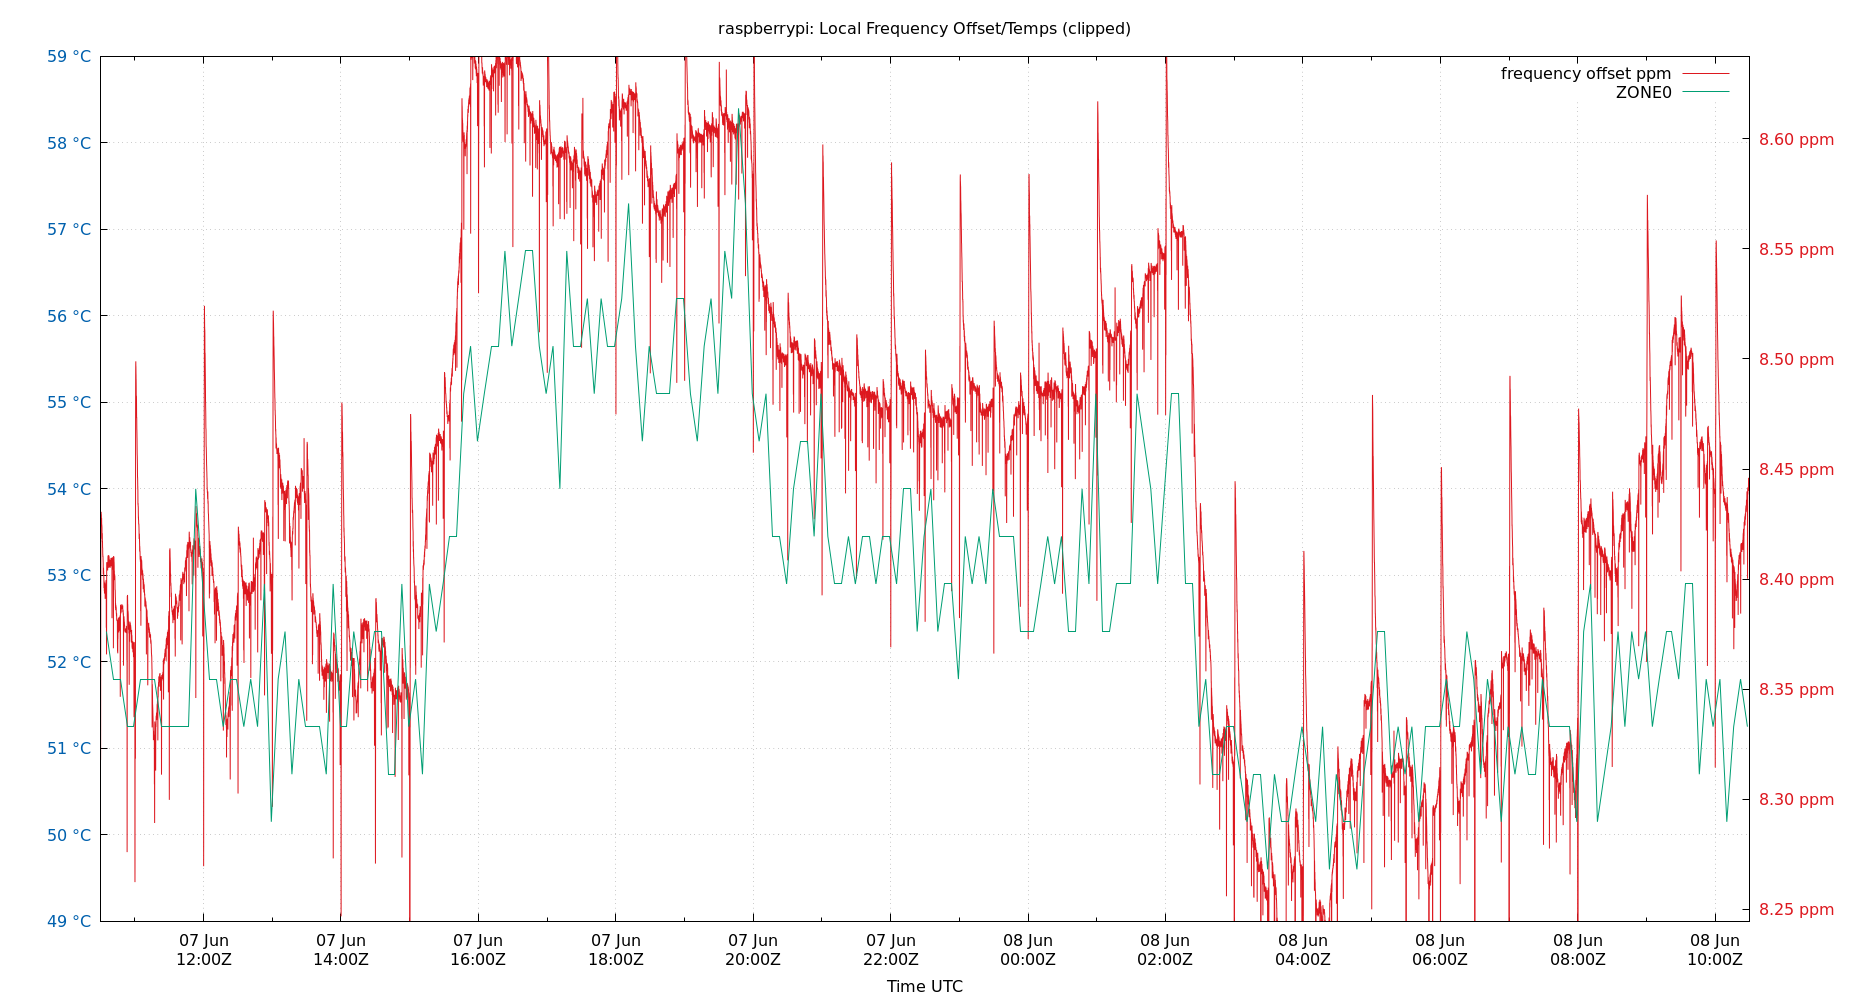 raspberrypi: Local Frequency Offset/Temps (clipped)
59 °C
58 °C
57 °C
56 °C
55 °C
54 °C
53 °C
52 °C
51 °C
50 °C
49 °C
frequency offset ppm
ZONE0
8.60 ppm
8.55 ppm
8.50 ppm
8.45 ppm
8.40 ppm
8.35 ppm
8.30 ppm
8.25 ppm
07 Jun 07 Jun 07 Jun 07 Jun 07 Jun 07 Jun 08 Jun 08 Jun 08 Jun 08 Jun 08 Jun 08 Jun
12:00Z 14:00Z 16:00Z 18:00Z 20:00Z 22:00Z 00:00Z 02:00Z 04:00Z 06:00Z 08:00Z 10:00Z
Time UTC